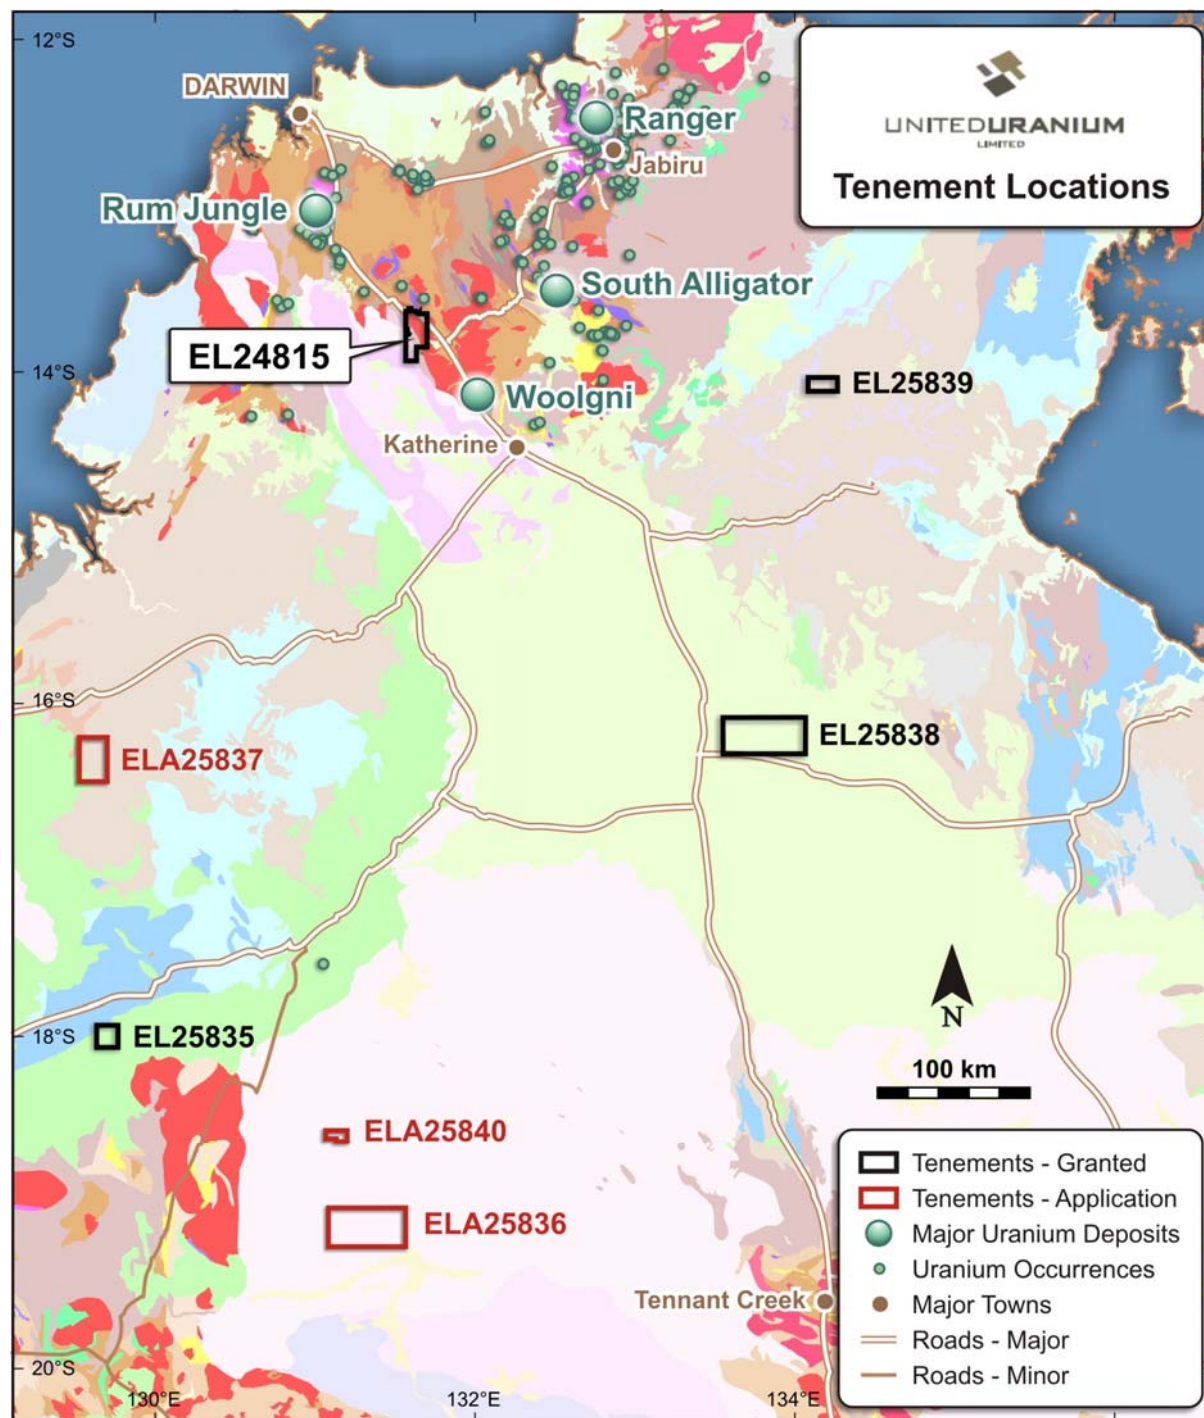 12°S
UNITEDURANIUM
LIMITED
Tenement Locations
DARWIN
Ranger
Jabiru
Rum Jungle
South Alligator
EL24815
14°S
EL25839
Woolgni
Katherine
16°S
EL25838
ELA25837
N
18°S
EL25835
100 km
ELA25840
ELA25836
Tennant Creek
Tenements - Granted
Tenements - Application
Major Uranium Deposits
Uranium Occurrences
Major Towns
Roads - Major
Roads - Minor
20°S
130°E
132°E
134°E